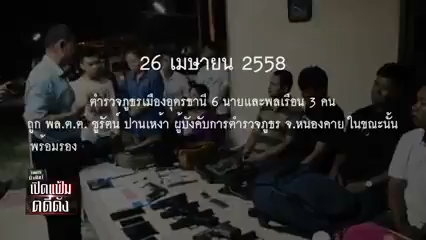 26 เมษายน 2558
ตำรวจภูธรเมืองอุดรธานี 6 นายและพลเรือน 3 คน
ถูก พล.ต.ต. ชูรัตน์ ปานเหง้า ผู้บังคับการตำรวจภูธร จ.หนองคาย ในขณะนั้น
พร้อมรอง
เปิดแฟ้ม
คดีดัง